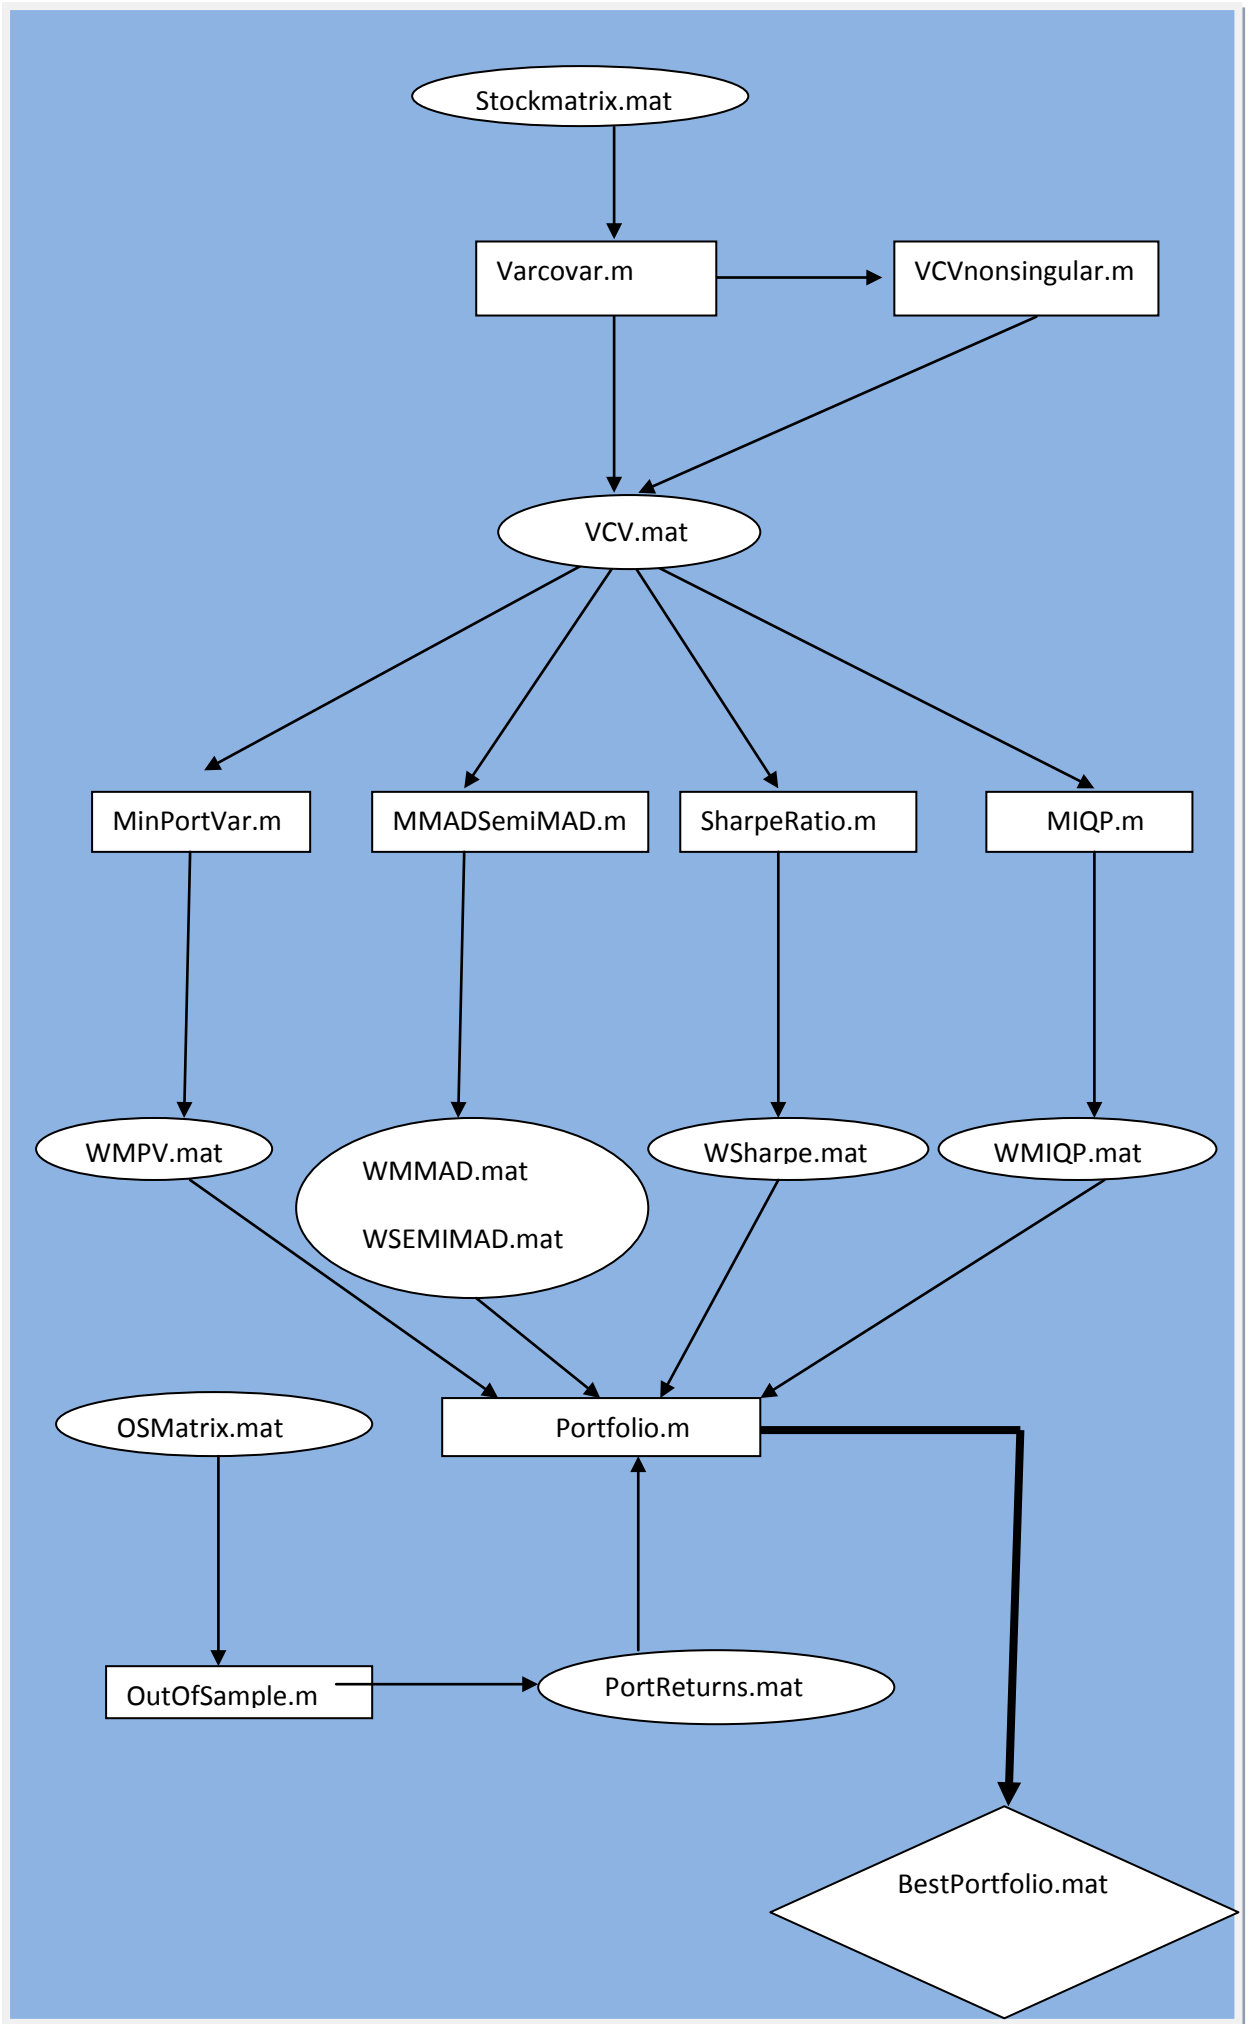 Stockmatrix.mat
Varcovar.m
VCVnonsingular.m
VCV.mat
MinPortVar.m
MMADSemiMAD.m
SharpeRatio.m
MIQP.m
WMPV.mat
WMMAD.mat
WSEMIMAD.mat
WSharpe.mat
WMIQP.mat
OSMatrix.mat
Portfolio.m
OutOfSample.m
PortReturns.mat
BestPortfolio.mat